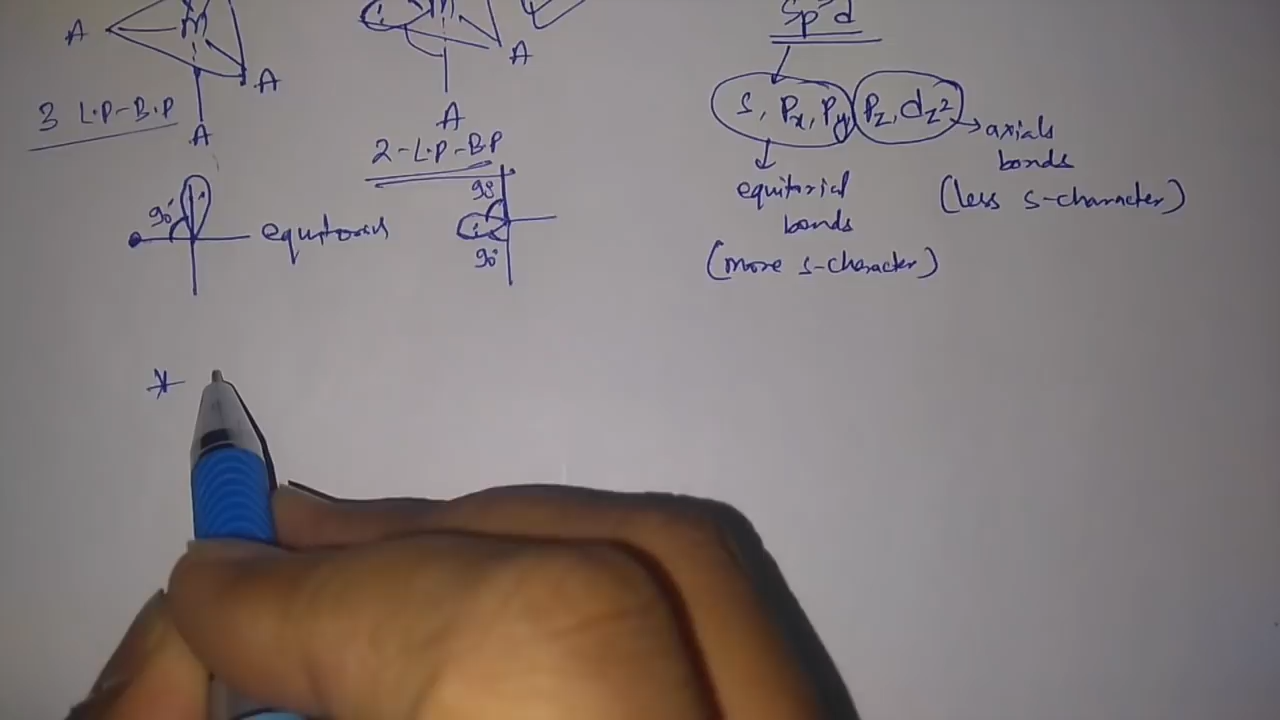 A M A
3 L.P-B.P
A
90°
equitorial
M A
A
2-L.P-B.P
90°
90°
sp³d
s, Px, Py Pz, dz²
axials
bonds
(less s-character)
equitorial
bonds
(more s-character)
*